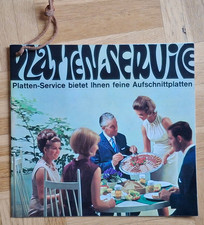 PLATTEN-SERVICE
Platten-Service bietet Ihnen feine Aufschnittplatten